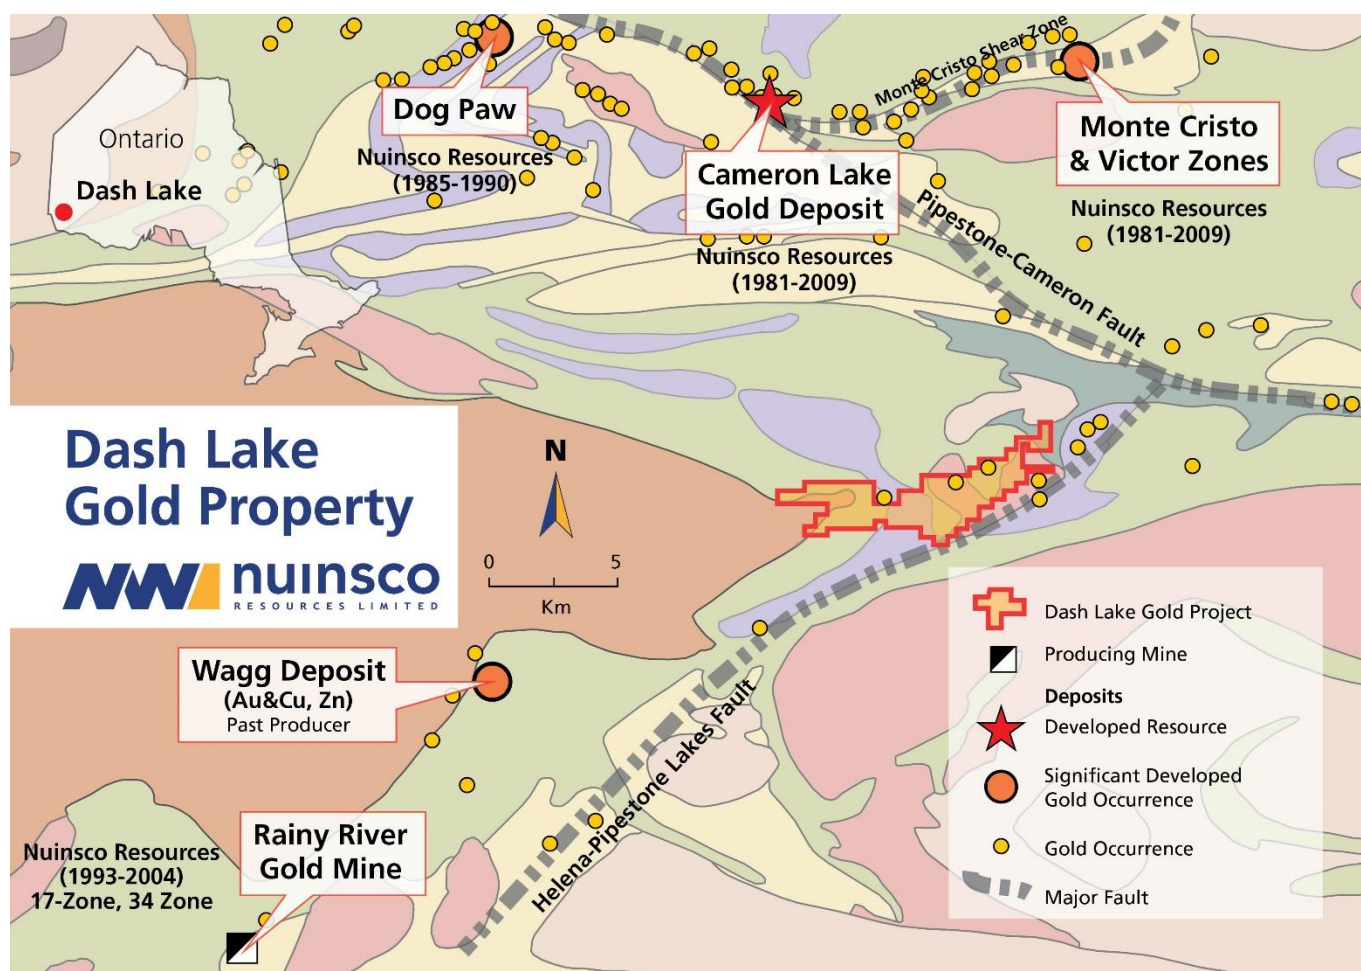 Monte Cristo Shear Zone
Dog Paw
Nuinsco Resources
(1985-1990)
Ontario
Dash Lake
Cameron Lake
Gold Deposit
Nuinsco Resources
(1981-2009)
Monte Cristo
& Victor Zones
Nuinsco Resources
(1981-2009)
Pipestone-Cameron Fault
Dash Lake
Gold Property
NW nuinsco
RESOURCES LIMITED
N
0 5
Km
Wagg Deposit
(Au&Cu, Zn)
Past Producer
Helena-Pipestone Lakes Fault
Rainy River
Gold Mine
Nuinsco Resources
(1993-2004)
17-Zone, 34 Zone
Dash Lake Gold Project
Producing Mine
Deposits
Developed Resource
Significant Developed
Gold Occurrence
Gold Occurrence
Major Fault